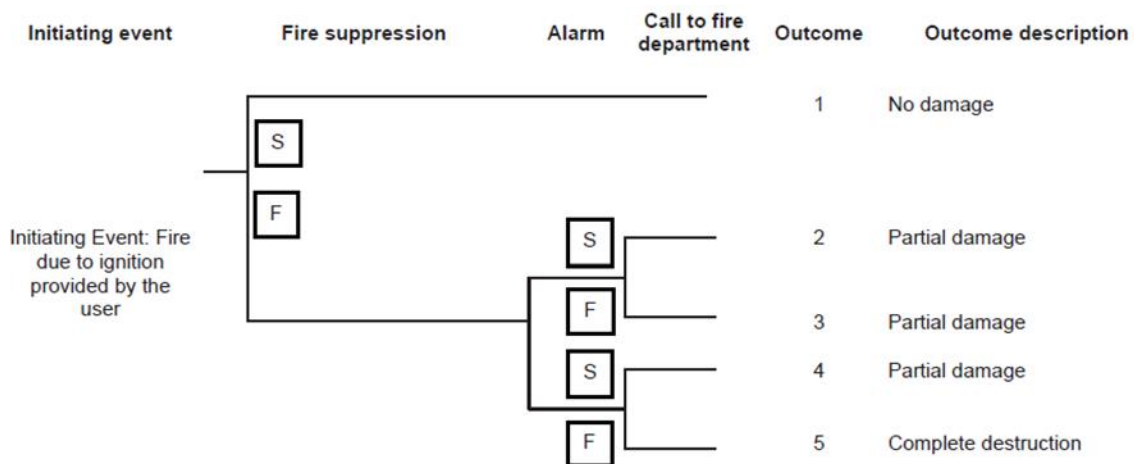 Initiating event
Fire suppression
Alarm
Call to fire
department
Outcome
Outcome description
1
No damage
S
F
Initiating Event: Fire
due to ignition
provided by the
user
S
2
Partial damage
F
3
Partial damage
S
4
Partial damage
F
5
Complete destruction